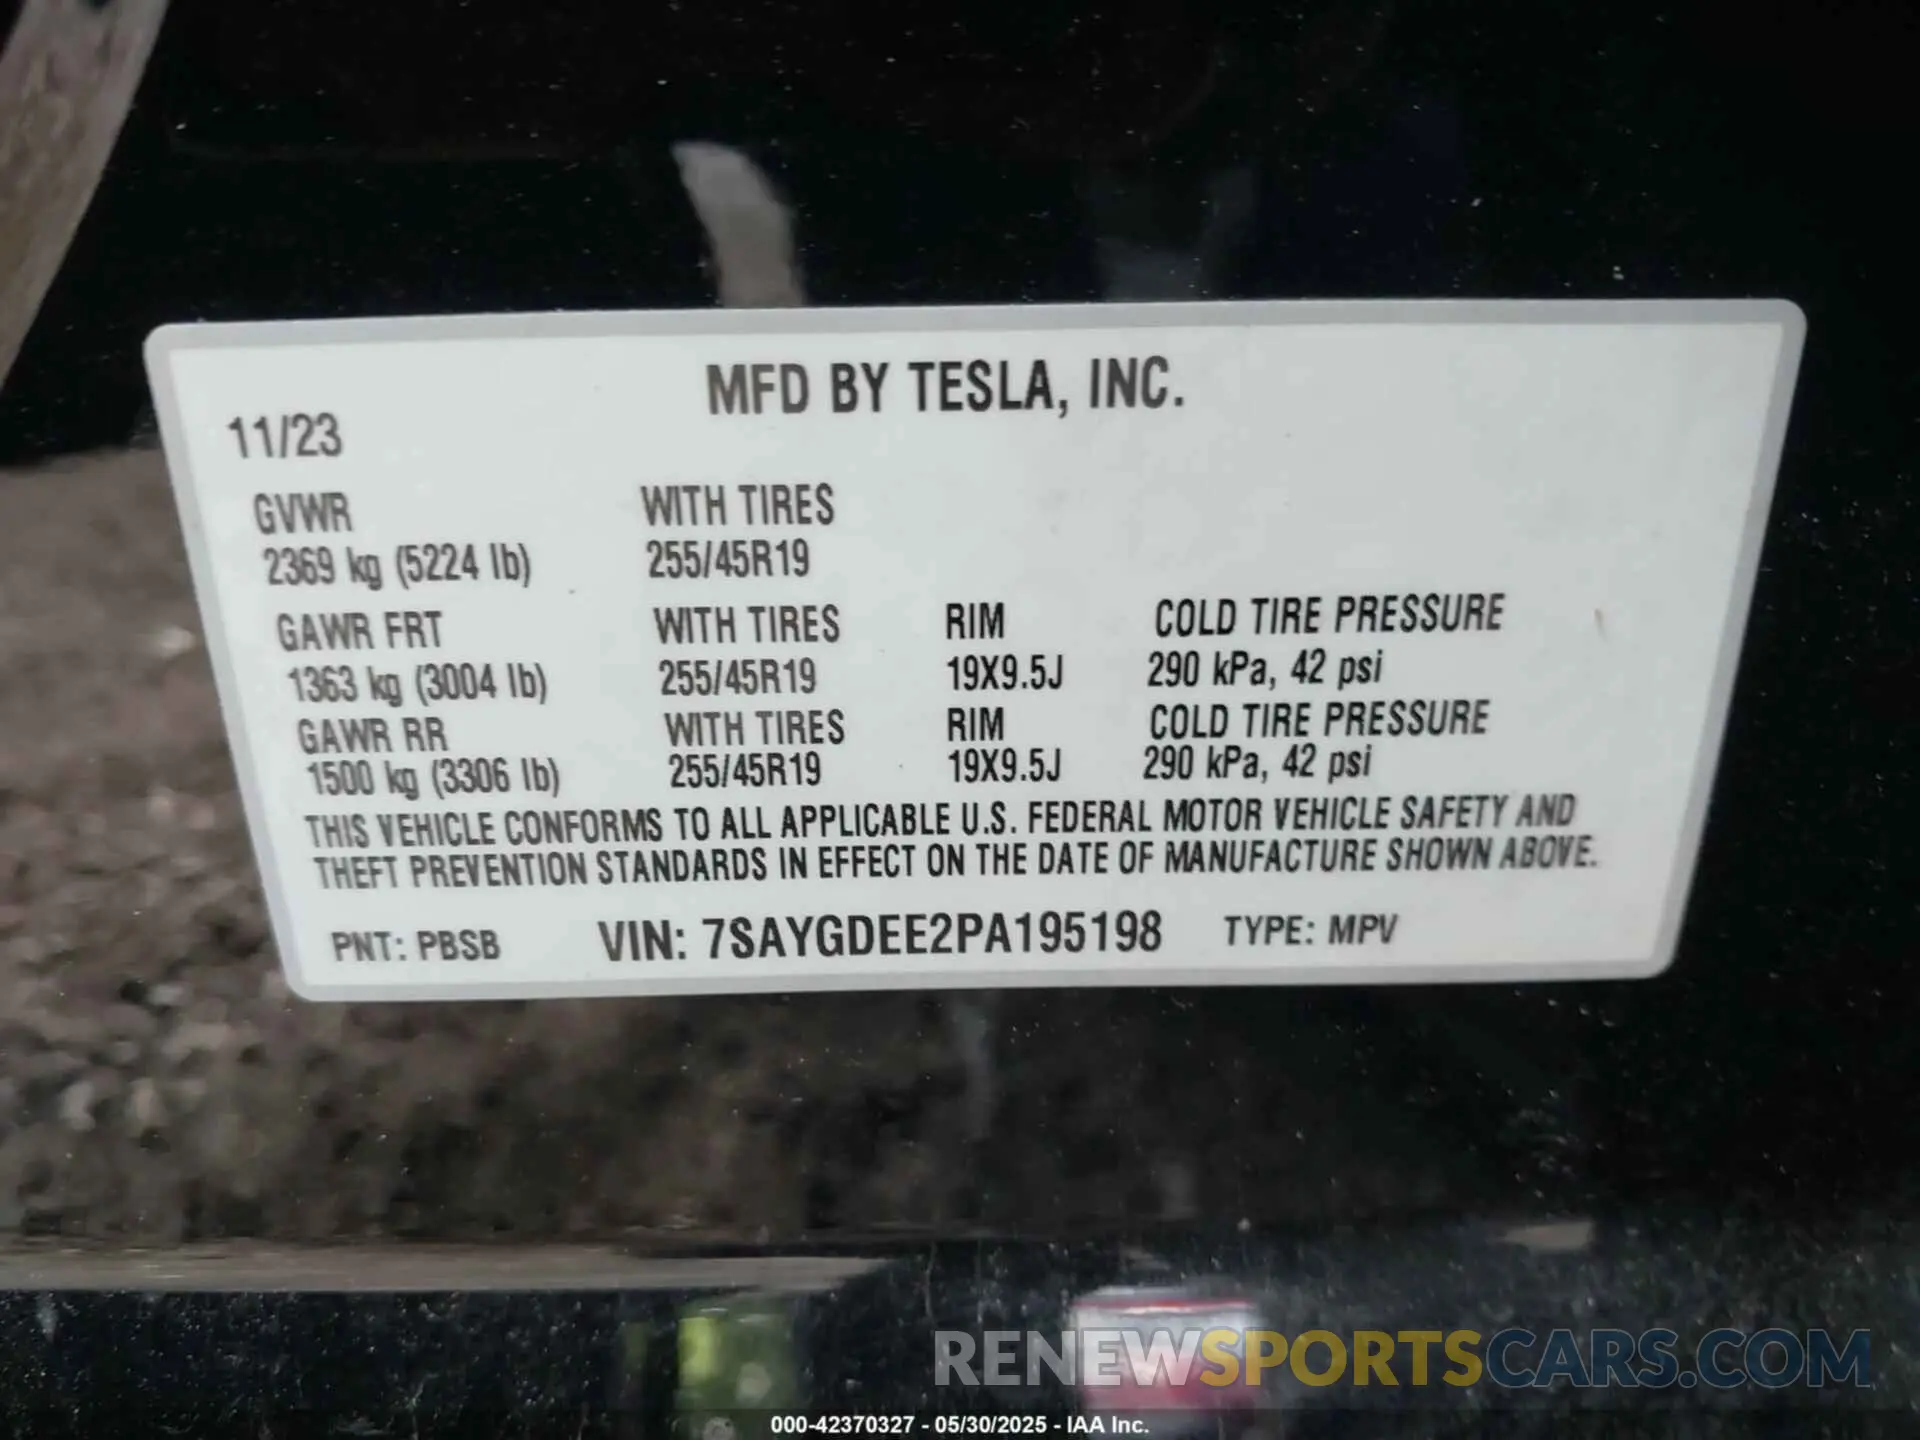 MFD BY TESLA, INC.
11/23
GVWR WITH TIRES
2369 kg (5224 lb) 255/45R19
GAWR FRT WITH TIRES RIM COLD TIRE PRESSURE
1363 kg (3004 lb) 255/45R19 19X9.5J 290 kPa, 42 psi
GAWR RR WITH TIRES RIM COLD TIRE PRESSURE
1500 kg (3306 lb) 255/45R19 19X9.5J 290 kPa, 42 psi
THIS VEHICLE CONFORMS TO ALL APPLICABLE U.S. FEDERAL MOTOR VEHICLE SAFETY AND
THEFT PREVENTION STANDARDS IN EFFECT ON THE DATE OF MANUFACTURE SHOWN ABOVE.
PNT: PBSB VIN: 7SAYGDEE2PA195198 TYPE: MPV
RENEWSPORTSCARS.COM
000-42370327 - 05/30/2025 - IAA Inc.